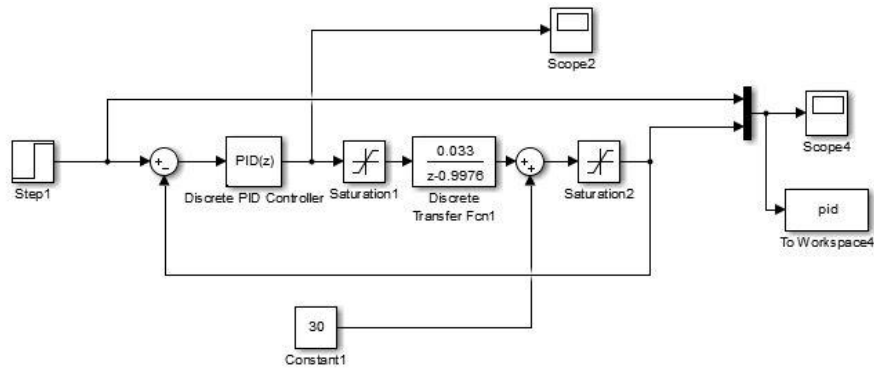 Scope2
Scope4
Step1
+
−
PID(z)
Discrete PID Controller
Saturation1
0.033
z-0.9976
Discrete
Transfer Fcn1
+
+
Saturation2
pid
To Workspace4
30
Constant1